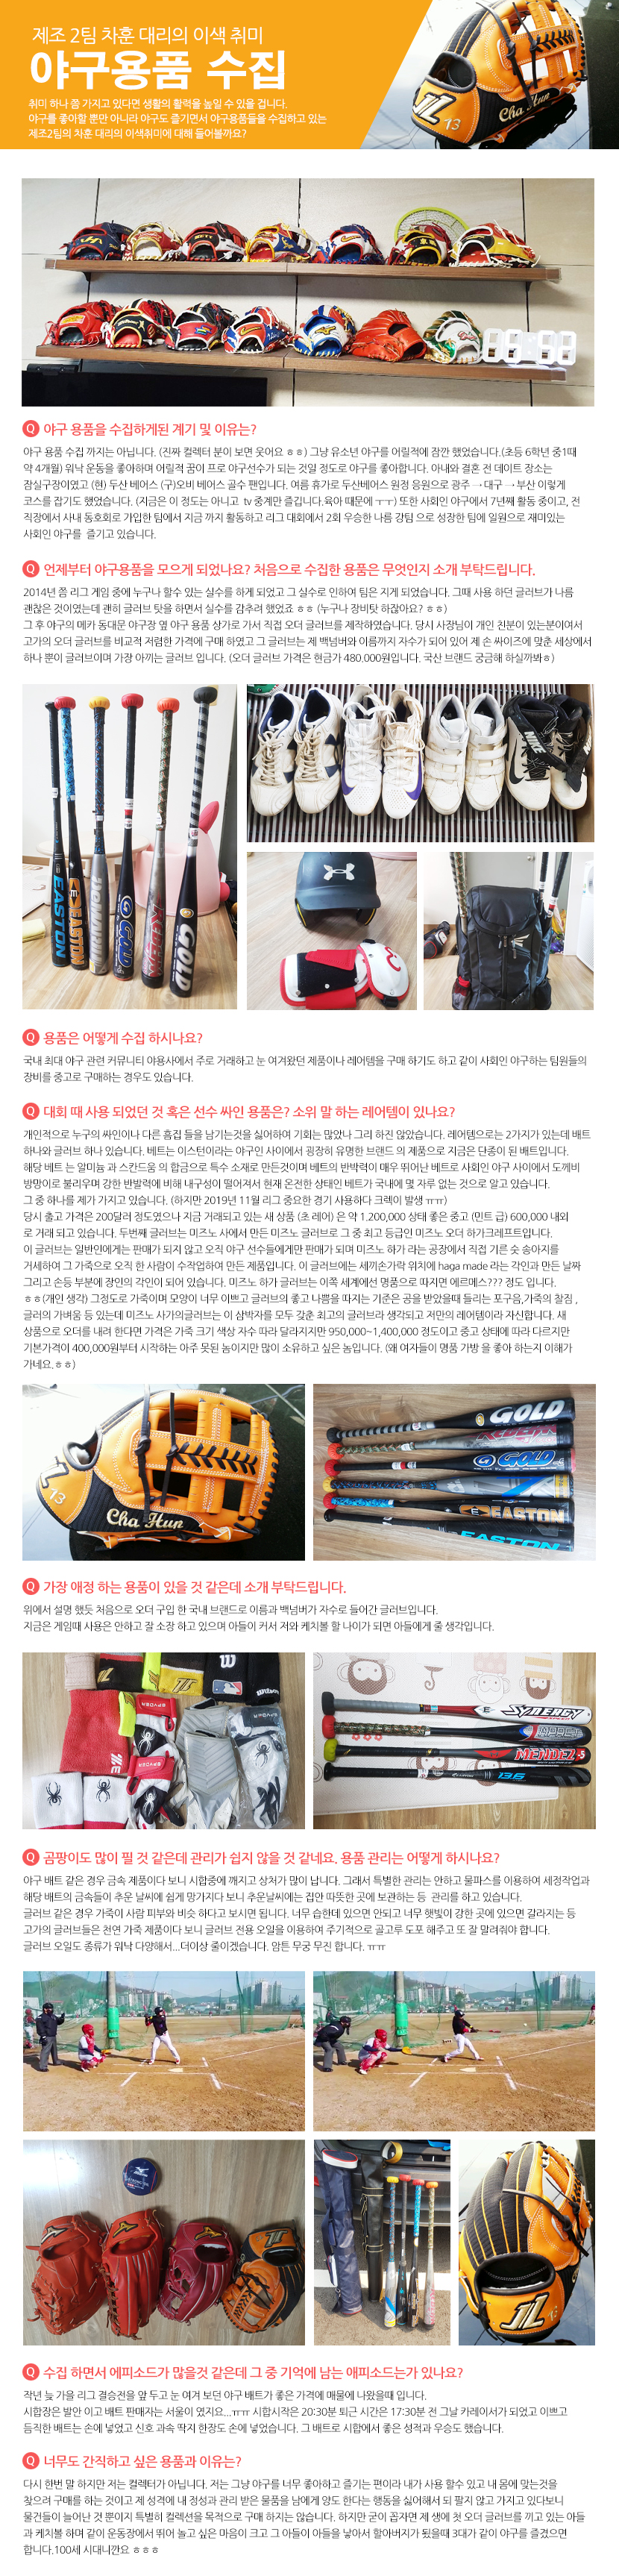 제조 2팀 차훈 대리의 이색 취미
야구용품 수집
취미 하나 쯤 가지고 있다면 생활의 활력을 높일 수 있을 겁니다.
야구를 좋아할 뿐만 아니라 야구도 즐기면서 야구용품들을 수집하고 있는
제조2팀의 차훈 대리의 이색취미에 대해 들어볼까요?
13
Cha Hun
Q 야구 용품을 수집하게된 계기 및 이유는?
야구 용품 수집 까지는 아닙니다. (진짜 컬렉터 분이 보면 웃어요 ㅎㅎ) 그냥 유소년 야구를 어릴적에 잠깐 했었습니다.(초등 6학년 중1때
약 4개월) 워낙 운동을 좋아하며 어릴적 꿈이 프로 야구선수가 되는 것일 정도로 야구를 좋아합니다. 아내와 결혼 전 데이트 장소는
잠실구장이였고 (현) 두산 베어스 (구)오비 베어스 골수 팬입니다. 여름 휴가로 두산베어스 원정 응원으로 광주 → 대구 → 부산 이렇게
코스를 잡기도 했었습니다. (지금은 이 정도는 아니고 tv 중계만 즐깁니다.육아 때문에 ㅜㅜ) 또한 사회인 야구에서 7년째 활동 중이고, 전
직장에서 사내 동호회로 가입한 팀에서 지금 까지 활동하고 리그 대회에서 2회 우승한 나름 강팀 으로 성장한 팀에 일원으로 재미있는
사회인 야구를 즐기고 있습니다.
Q 언제부터 야구용품을 모으게 되었나요? 처음으로 수집한 용품은 무엇인지 소개 부탁드립니다.
2014년 쯤 리그 게임 중에 누구나 할수 있는 실수를 하게 되었고 그 실수로 인하여 팀은 지게 되었습니다. 그때 사용 하던 글러브가 나름
괜찮은 것이였는데 괜히 글러브 탓을 하면서 실수를 감추려 했었죠 ㅎㅎ (누구나 장비탓 하잖아요? ㅎㅎ)
그 후 야구의 메카 동대문 야구장 옆 야구 용품 상가로 가서 직접 오더 글러브를 제작하였습니다. 당시 사장님이 개인 친분이 있는분이여서
고가의 오더 글러브를 비교적 저렴한 가격에 구매 하였고 그 글러브는 제 백넘버와 이름까지 자수가 되어 있어 제 손 싸이즈에 맞춘 세상에서
하나 뿐이 글러브이며 가장 아끼는 글러브 입니다. (오더 글러브 가격은 현금가 480.000원입니다. 국산 브랜드 궁금해 하실까봐ㅎ)
EASTON
EASTON
GOLD
REDEIM
GOLD
Q 용품은 어떻게 수집 하시나요?
국내 최대 야구 관련 커뮤니티 야용사에서 주로 거래하고 눈 여겨왔던 제품이나 레어템을 구매 하기도 하고 같이 사회인 야구하는 팀원들의
장비를 중고로 구매하는 경우도 있습니다.
Q 대회 때 사용 되었던 것 혹은 선수 싸인 용품은? 소위 말 하는 레어템이 있나요?
개인적으로 누구의 싸인이나 다른 흠집 들을 남기는것을 싫어하여 기회는 많았나 그리 하진 않았습니다. 레어템으로는 2가지가 있는데 배트
하나와 글러브 하나 있습니다. 베트는 이스턴이라는 야구인 사이에서 굉장히 유명한 브랜드 의 제품으로 지금은 단종이 된 배트입니다.
해당 베트 는 알미늄 과 스칸드움 의 합금으로 특수 소재로 만든것이며 베트의 반박력이 매우 뛰어난 베트로 사회인 야구 사이에서 도께비
방망이로 불리우며 강한 반발력에 비해 내구성이 떨어져서 현재 온전한 상태인 베트가 국내에 몇 자루 없는 것으로 알고 있습니다.
그 중 하나를 제가 가지고 있습니다. (하지만 2019년 11월 리그 중요한 경기 사용하다 크렉이 발생 ㅠㅠ)
당시 출고 가격은 200달러 정도였으나 지금 거래되고 있는 새 상품 (초 레어) 은 약 1,200,000 상태 좋은 중고 (민트 급) 600,000 내외
로 거래 되고 있습니다. 두번째 글러브는 미즈노 사에서 만든 미즈노 글러브로 그 중 최고 등급인 미즈노 오더 하가크레프트입니다.
이 글러브는 일반인에게는 판매가 되지 않고 오직 야구 선수들에게만 판매가 되며 미즈노 하가 라는 공장에서 직접 기른 숫 송아지를
거세하여 그 가죽으로 오직 한 사람이 수작업하여 만든 제품입니다. 이 글러브에는 세끼손가락 위치에 haga made 라는 각인과 만든 날짜
그리고 손등 부분에 장인의 각인이 되어 있습니다. 미즈노 하가 글러브는 이쪽 세계에선 명품으로 따지면 에르메스??? 정도 입니다.
ㅎㅎ(개인 생각) 그정도로 가죽이며 모양이 너무 이쁘고 글러브의 좋고 나쁨을 따지는 기준은 공을 받았을때 들리는 포구음,가죽의 찰짐 ,
글러의 가벼움 등 있는데 미즈노 사가의글러브는 이 삼박자를 모두 갖춘 최고의 글러브라 생각되고 저만의 레어템이라 자신합니다. 새
상품으로 오더를 내려 한다면 가격은 가죽 크기 색상 자수 따라 달라지지만 950,000~1,400,000 정도이고 중고 상태에 따라 다르지만
기본가격이 400,000원부터 시작하는 아주 못된 놈이지만 많이 소유하고 싶은 놈입니다. (왜 여자들이 명품 가방 을 좋아 하는지 이해가
가네요.ㅎㅎ)
13
Cha Hun
GOLD
REDEIM
GOLD
EASTON
EASTON
Q 가장 애정 하는 용품이 있을 것 같은데 소개 부탁드립니다.
위에서 설명 했듯 처음으로 오더 구입 한 국내 브랜드로 이름과 백넘버가 자수로 들어간 글러브입니다.
지금은 게임때 사용은 안하고 잘 소장 하고 있으며 아들이 커서 저와 케치볼 할 나이가 되면 아들에게 줄 생각입니다.
Wilson
SPYDER
SYNERGY
MENDEZ
13.6
Q 곰팡이도 많이 필 것 같은데 관리가 쉽지 않을 것 같네요. 용품 관리는 어떻게 하시나요?
야구 배트 같은 경우 금속 제품이다 보니 시합중에 깨지고 상처가 많이 납니다. 그래서 특별한 관리는 안하고 물파스를 이용하여 세정작업과
해당 배트의 금속들이 추운 날씨에 쉽게 망가지다 보니 추운날씨에는 집안 따뜻한 곳에 보관하는 등 관리를 하고 있습니다.
글러브 같은 경우 가죽이 사람 피부와 비슷 하다고 보시면 됩니다. 너무 습한데 있으면 안되고 너무 햇빛이 강한 곳에 있으면 갈라지는 등
고가의 글러브들은 천연 가죽 제품이다 보니 글러브 전용 오일을 이용하여 주기적으로 골고루 도포 해주고 또 잘 말려줘야 합니다.
글러브 오일도 종류가 워낙 다양해서...더이상 줄이겠습니다. 암튼 무궁 무진 합니다. ㅠㅠ
Q 수집 하면서 에피소드가 많을것 같은데 그 중 기억에 남는 애피소드는가 있나요?
작년 늦 가을 리그 결승전을 앞 두고 눈 여겨 보던 야구 배트가 좋은 가격에 매물에 나왔을때 입니다.
시합장은 발안 이고 배트 판매자는 서울이 였지요...ㅠㅠ 시합시작은 20:30분 퇴근 시간은 17:30분 전 그날 카레이서가 되었고 이쁘고
듬직한 배트는 손에 넣었고 신호 과속 딱지 한장도 손에 넣었습니다. 그 배트로 시합에서 좋은 성적과 우승도 했습니다.
Q 너무도 간직하고 싶은 용품과 이유는?
다시 한번 말 하지만 저는 컬렉터가 아닙니다. 저는 그냥 야구를 너무 좋아하고 즐기는 편이라 내가 사용 할수 있고 내 몸에 맞는것을
찾으려 구매를 하는 것이고 제 성격에 내 정성과 관리 받은 물품을 남에게 양도 한다는 행동을 싫어해서 되 팔지 않고 가지고 있다보니
물건들이 늘어난 것 뿐이지 특별히 컬렉션을 목적으로 구매 하지는 않습니다. 하지만 굳이 꼽자면 제 생에 첫 오더 글러브를 끼고 있는 아들
과 케치볼 하며 같이 운동장에서 뛰어 놀고 싶은 마음이 크고 그 아들이 아들을 낳아서 할아버지가 됬을때 3대가 같이 야구를 즐겼으면
합니다.100세 시대니깐요 ㅎㅎㅎ